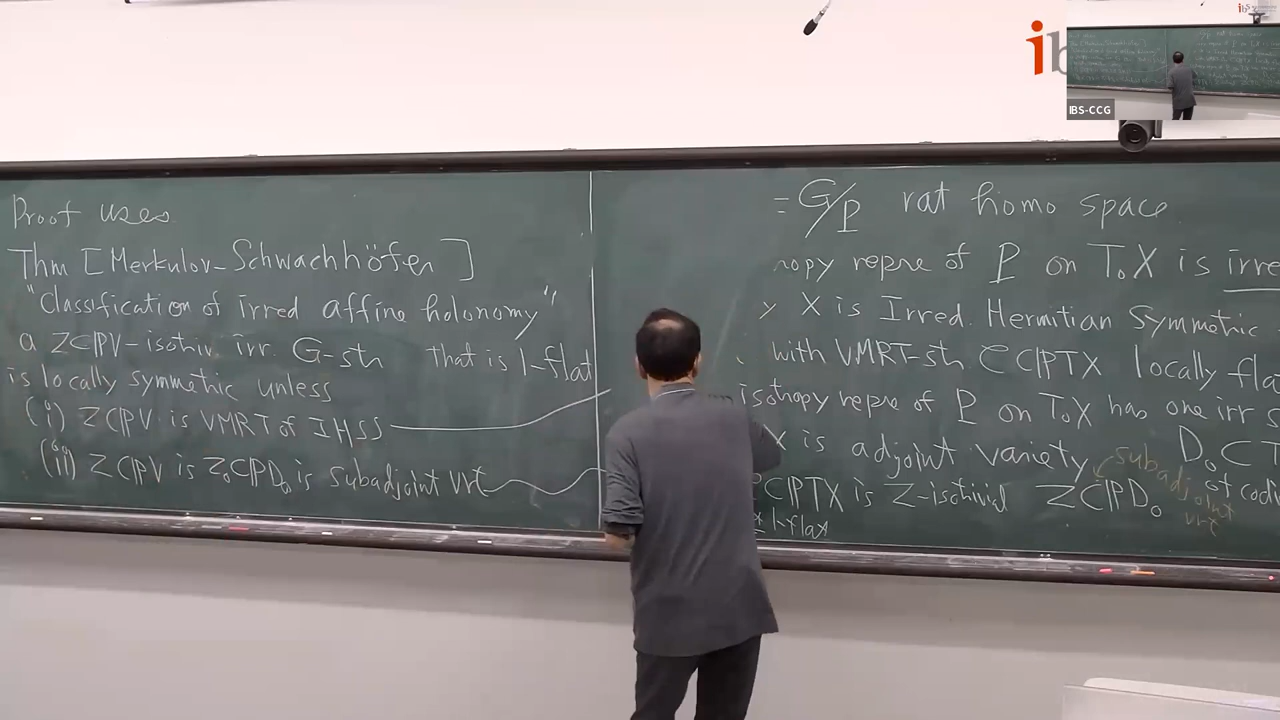 Proof uses
Thm [Merkulov-Schwachhöfer]
"Classification of irred affine holonomy"
a Z⊂PV-isotriv irr. G-str that is 1-flat
is locally symmetric unless
(i) Z⊂PV is VMRT of IHSS
(ii) Z⊂PV is Z₀⊂PD₀ is subadjoint vrt
= G/P rat homo space
repre of P on T₀X is irre
X is Irred. Hermitian Symmetric
with VMRT-str C⊂PTX locally flat
isotropy repre of P on T₀X has one irr
X is adjoint variety D₀⊂T
subadjoint
of codi
C⊂PTX is Z-isotrivial Z⊂PD₀
1-flat
ib
IBS-CCG